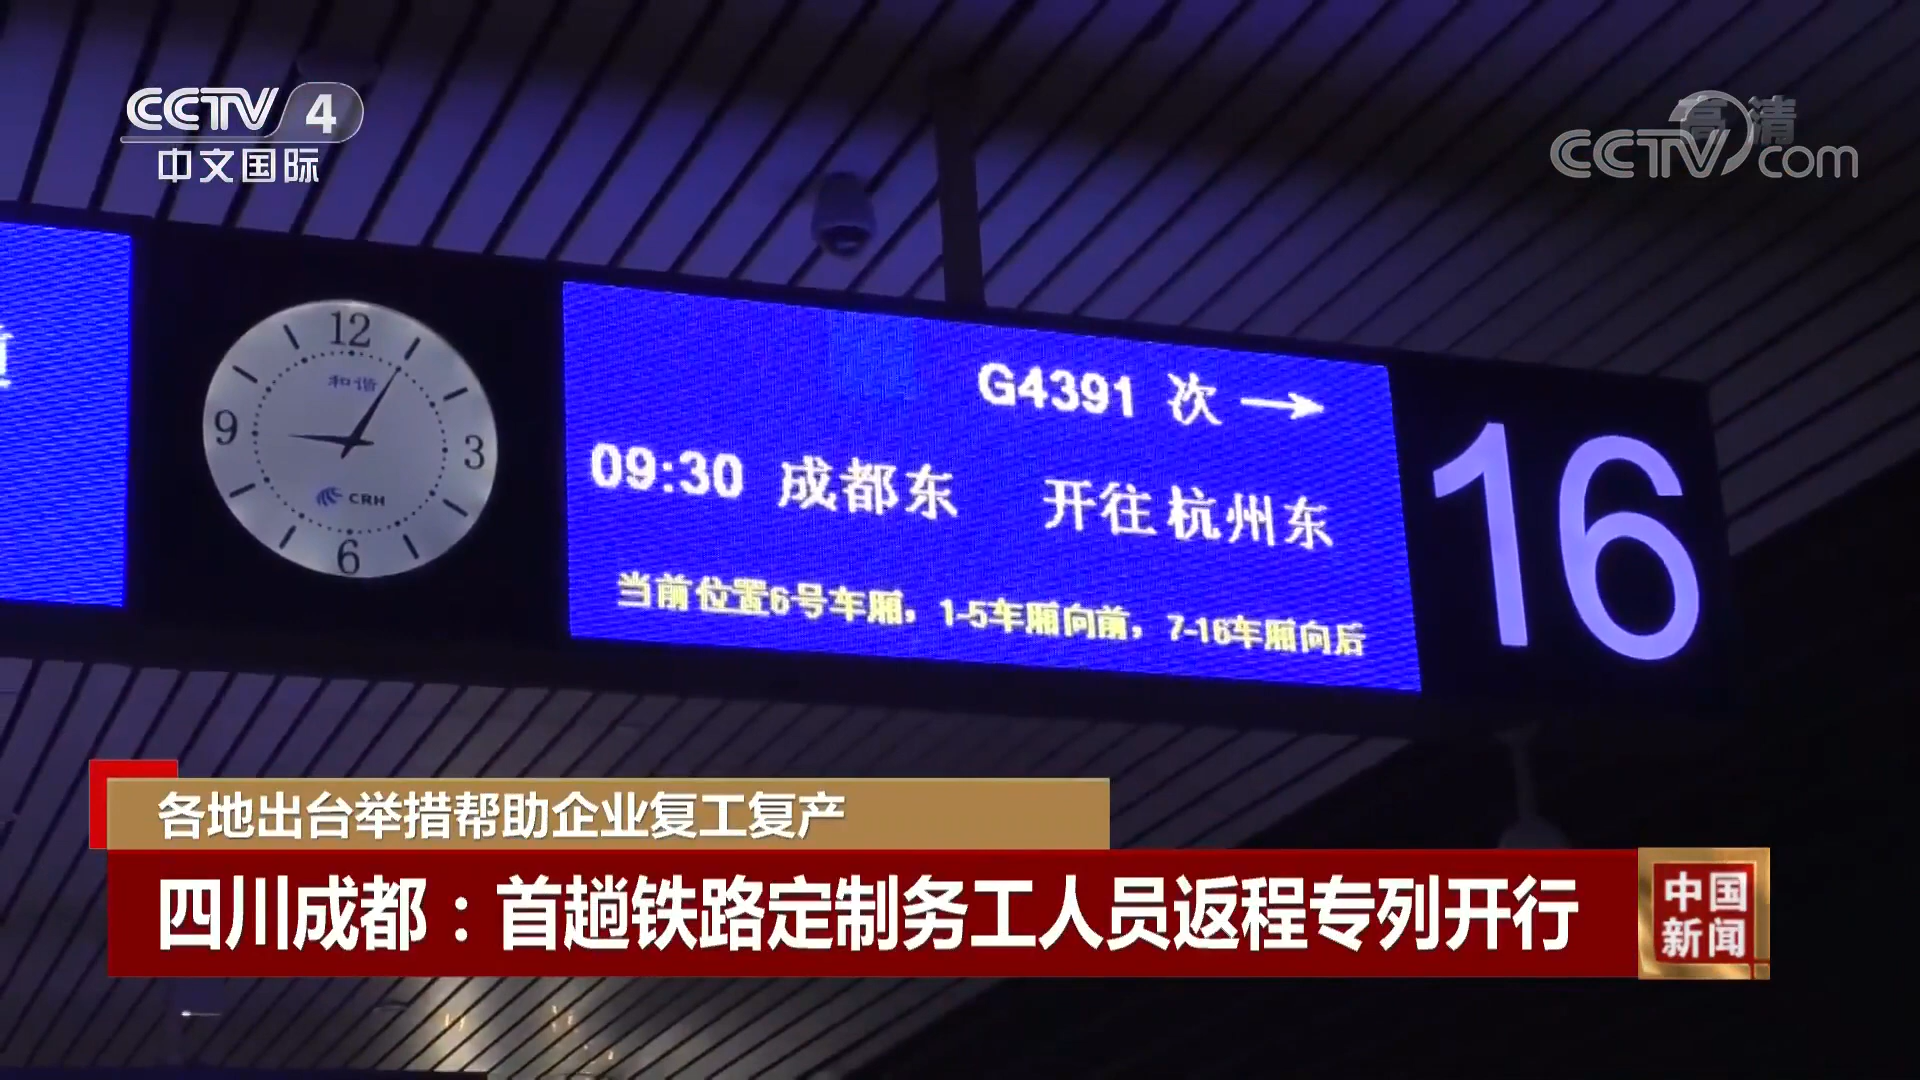 CCTV 4
中文国际
高清
CCTV com
12
和谐
9
3
CRH
6
G4391 次 →
09:30 成都东 开往杭州东
当前位置6号车厢，1-5车厢向前，7-16车厢向后
16
各地出台举措帮助企业复工复产
四川成都：首趟铁路定制务工人员返程专列开行
中国
新闻